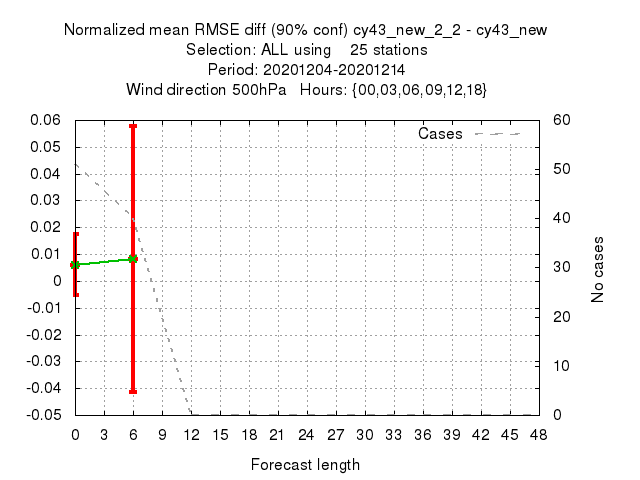 Normalized mean RMSE diff (90% conf) cy43_new_2_2 - cy43_new
Selection: ALL using    25 stations
Period: 20201204-20201214
Wind direction 500hPa   Hours: {00,03,06,09,12,18}
Cases
0.06
0.05
0.04
0.03
0.02
0.01
0
-0.01
-0.02
-0.03
-0.04
-0.05
60
50
40
30
20
10
0
No cases
0 3 6 9 12 15 18 21 24 27 30 33 36 39 42 45 48
Forecast length